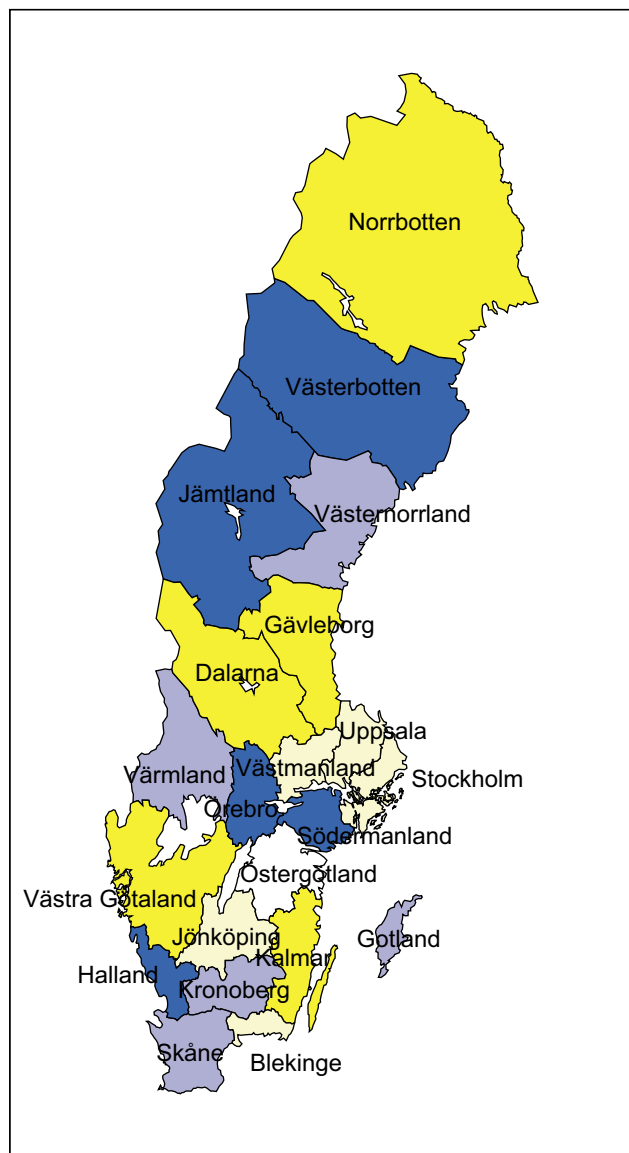 Norrbotten
Västerbotten
Jämtland
Västernorrland
Gävleborg
Dalarna
Uppsala
Värmland
Västmanland
Stockholm
Örebro
Södermanland
Östergötland
Västra Götaland
Jönköping
Gotland
Kalmar
Halland
Kronoberg
Skåne
Blekinge